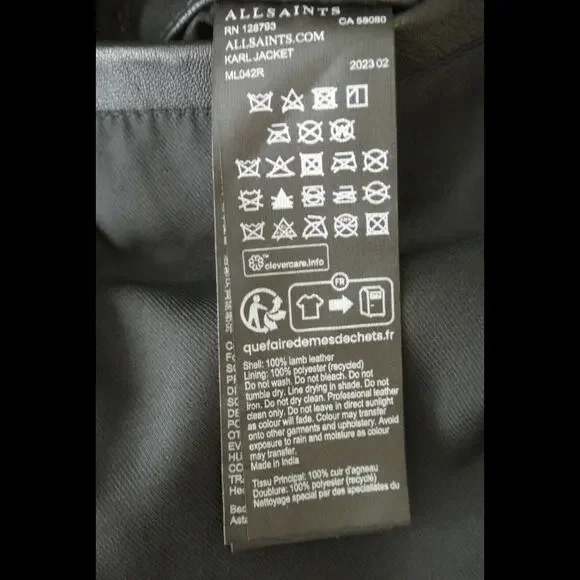 ALLSAINTS
RN 128793 CA 58080
ALLSAINTS.COM
KARL JACKET
ML042R 2023 02
W
™
clevercare.info
FR
quefairedemesdechets.fr
Shell: 100% lamb leather
Lining: 100% polyester (recycled)
Do not wash. Do not bleach. Do not
tumble dry. Line drying in shade. Do not
iron. Do not dry clean. Professional leather
clean only. Do not leave in direct sunlight
as colour will fade. Colour may transfer
onto other garments and upholstery. Avoid
exposure to rain and moisture as colour
may transfer.
Made in India
Tissu Principal: 100% cuir d'agneau
Doublure: 100% polyester (recyclé)
Nettoyage spécial par des spécialistes du